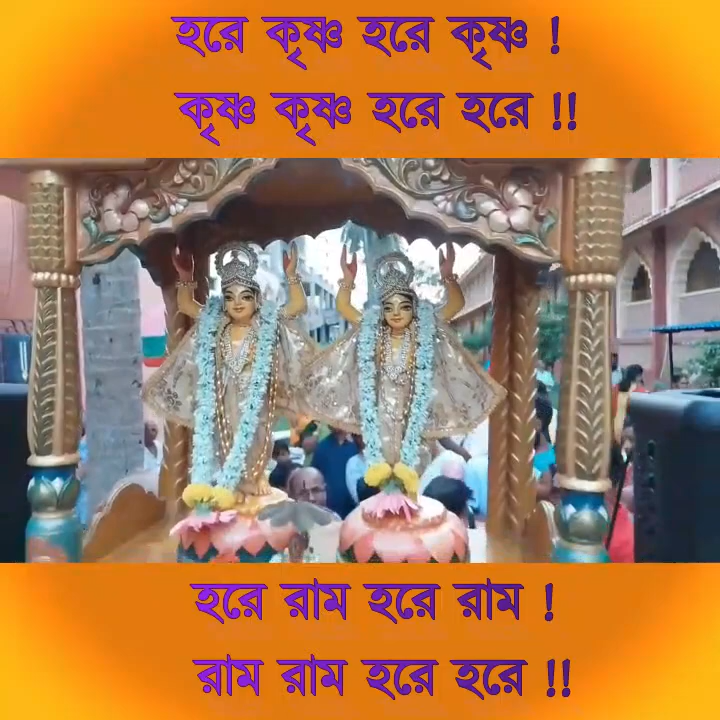 হরে কৃষ্ণ হরে কৃষ্ণ !
কৃষ্ণ কৃষ্ণ হরে হরে !!
হরে রাম হরে রাম !
রাম রাম হরে হরে !!